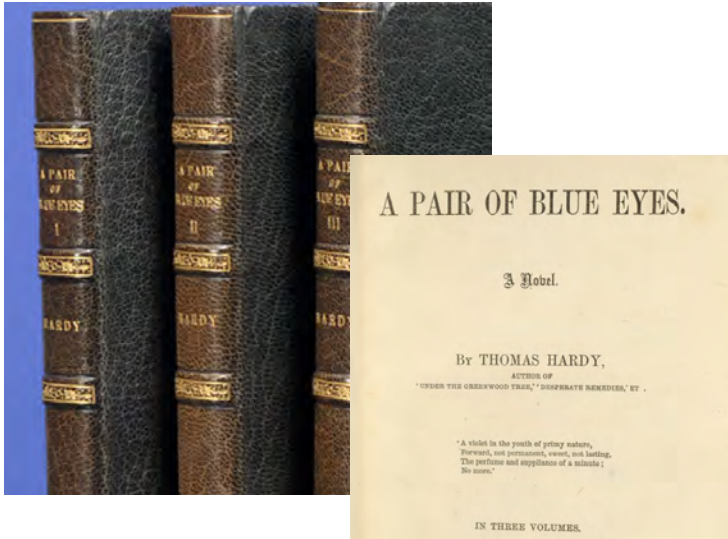 A PAIR
OF
BLUE EYES
I
HARDY
A PAIR
OF
BLUE EYES
II
HARDY
A PAIR
OF
BLUE EYE
III
HARDY
A PAIR OF BLUE EYES.
A Novel.
BY THOMAS HARDY,
AUTHOR OF
'UNDER THE GREENWOOD TREE,' 'DESPERATE REMEDIES,' ET .
'A violet in the youth of primy nature,
Forward, not permanent, sweet, not lasting,
The perfume and suppliance of a minute;
No more.'
IN THREE VOLUMES.